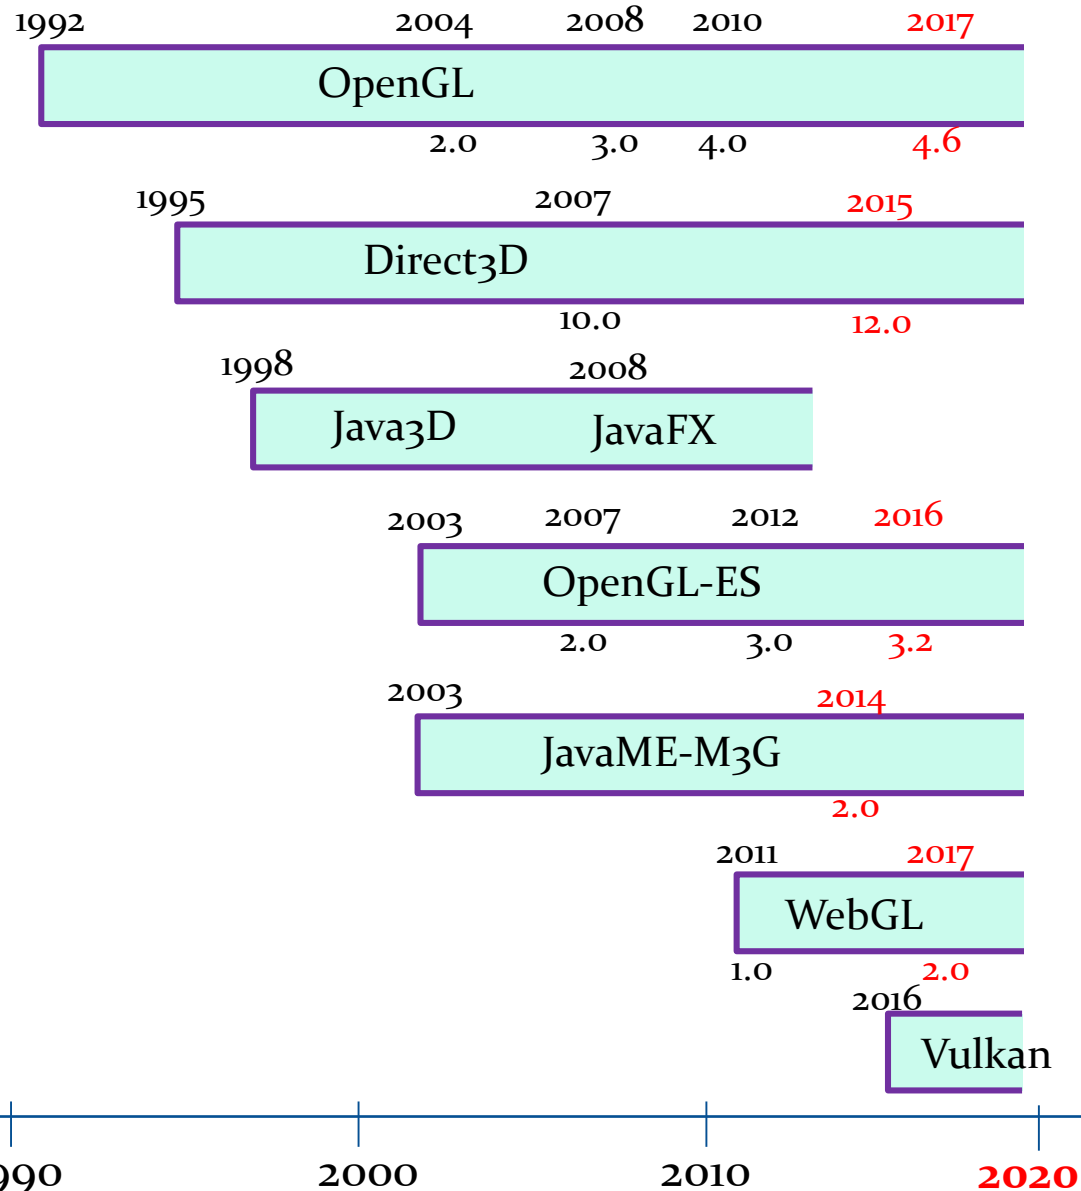 1992 2004 2008 2010 2017
OpenGL
2.0 3.0 4.0 4.6
1995 2007 2015
Direct3D
10.0 12.0
1998 2008
Java3D JavaFX
2003 2007 2012 2016
OpenGL-ES
2.0 3.0 3.2
2003 2014
JavaME-M3G
2.0
2011 2017
WebGL
1.0 2.0
2016
Vulkan
990 2000 2010 2020